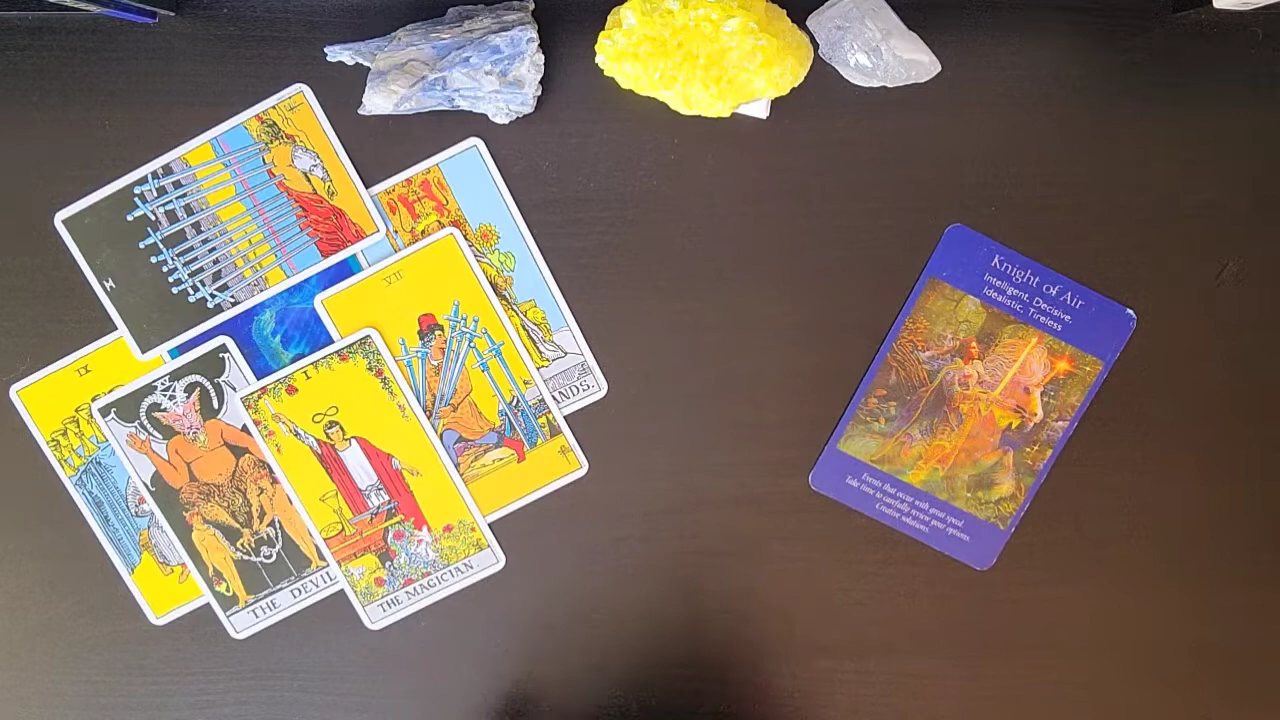 X
ANDS.
VII
IX
THE DEVIL
I
THE MAGICIAN.
Knight of Air
Intelligent, Decisive,
Idealistic, Tireless
Events that occur with great speed.
Take time to carefully review your options.
Creative solutions.